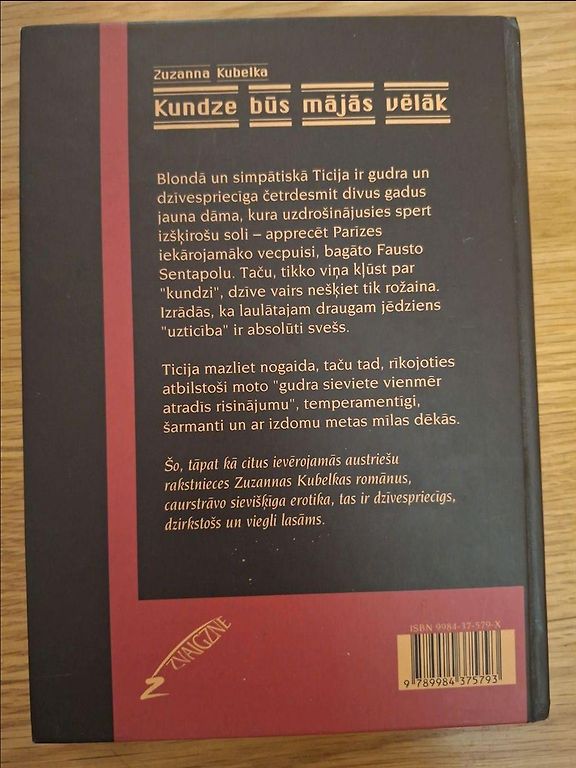 Zuzanna Kubelka
Kundze būs mājās vēlāk
Blondā un simpātiskā Ticija ir gudra un
dzīvespriecīga četrdesmit divus gadus
jauna dāma, kura uzdrošinājusies spert
izšķirošu soli – apprecēt Parīzes
iekārojamāko vecpuisi, bagāto Fausto
Sentapolu. Taču, tikko viņa kļūst par
"kundzi", dzīve vairs nešķiet tik rožaina.
Izrādās, ka laulātajam draugam jēdziens
"uzticība" ir absolūti svešs.
Ticija mazliet nogaida, taču tad, rīkojoties
atbilstoši moto "gudra sieviete vienmēr
atradīs risinājumu", temperamentīgi,
šarmanti un ar izdomu metas mīlas dēkās.
Šo, tāpat kā citus ievērojamās austriešu
rakstnieces Zuzannas Kubelkas romānus,
caurstrāvo sievišķīga erotika, tas ir dzīvespriecīgs,
dzirkstošs un viegli lasāms.
ZVAIGZNE
ISBN 9984-37-579-X
9 789984 375793